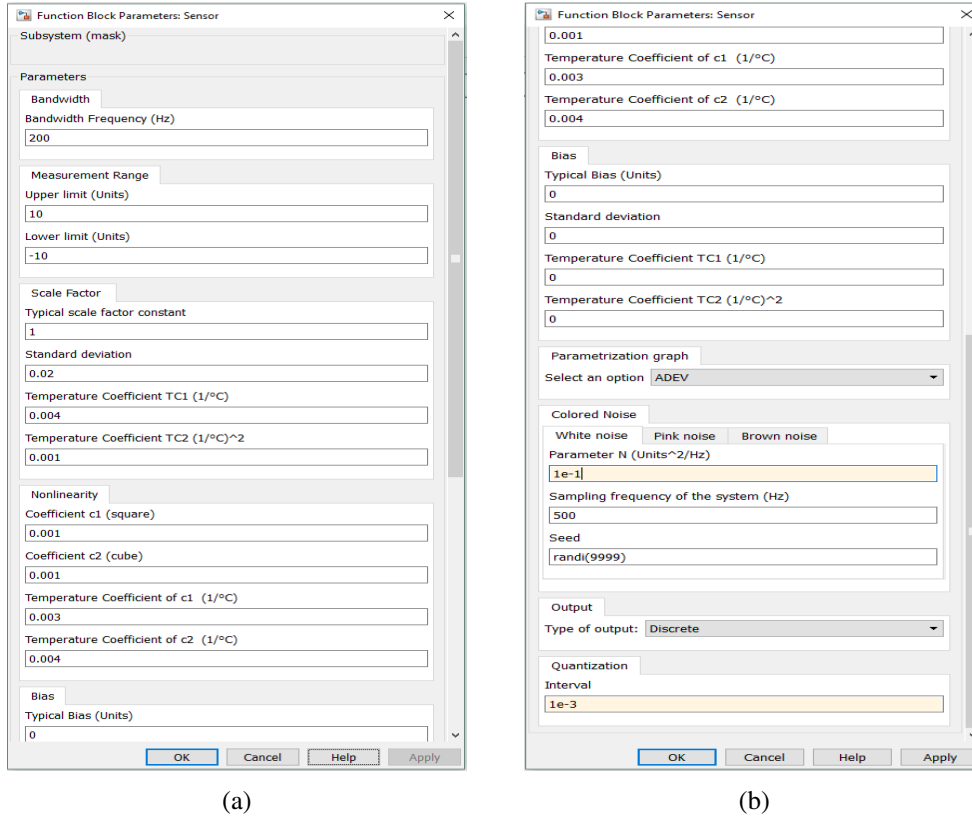 Function Block Parameters: Sensor
Subsystem (mask)
Parameters
Bandwidth
Bandwidth Frequency (Hz)
200
Measurement Range
Upper limit (Units)
10
Lower limit (Units)
-10
Scale Factor
Typical scale factor constant
1
Standard deviation
0.02
Temperature Coefficient TC1 (1/°C)
0.004
Temperature Coefficient TC2 (1/°C)^2
0.001
Nonlinearity
Coefficient c1 (square)
0.001
Coefficient c2 (cube)
0.001
Temperature Coefficient of c1  (1/°C)
0.003
Temperature Coefficient of c2  (1/°C)
0.004
Bias
Typical Bias (Units)
0
OK Cancel Help Apply
(a)
Function Block Parameters: Sensor
0.001
Temperature Coefficient of c1  (1/°C)
0.003
Temperature Coefficient of c2  (1/°C)
0.004
Bias
Typical Bias (Units)
0
Standard deviation
0
Temperature Coefficient TC1 (1/°C)
0
Temperature Coefficient TC2 (1/°C)^2
0
Parametrization graph
Select an option ADEV
Colored Noise
White noise Pink noise Brown noise
Parameter N (Units^2/Hz)
1e-1
Sampling frequency of the system (Hz)
500
Seed
randi(9999)
Output
Type of output: Discrete
Quantization
Interval
1e-3
OK Cancel Help Apply
(b)